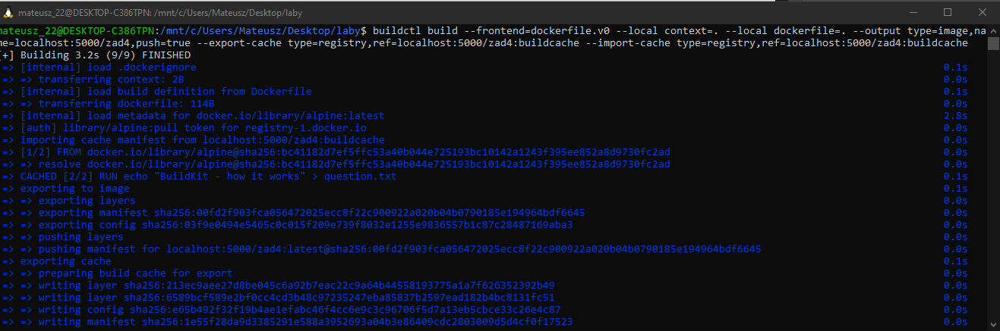 mateusz_22@DESKTOP-C386TPN: /mnt/c/Users/Mateusz/Desktop/laby
mateusz_22@DESKTOP-C386TPN:/mnt/c/Users/Mateusz/Desktop/laby$ buildctl build --frontend=dockerfile.v0 --local context=. --local dockerfile=. --output type=image,na
me=localhost:5000/zad4,push=true --export-cache type=registry,ref=localhost:5000/zad4:buildcache --import-cache type=registry,ref=localhost:5000/zad4:buildcache
[+] Building 3.2s (9/9) FINISHED
=> [internal] load .dockerignore 0.1s
=> => transferring context: 2B 0.0s
=> [internal] load build definition from Dockerfile 0.1s
=> => transferring dockerfile: 114B 0.0s
=> [internal] load metadata for docker.io/library/alpine:latest 2.8s
=> [auth] library/alpine:pull token for registry-1.docker.io 0.0s
=> importing cache manifest from localhost:5000/zad4:buildcache 0.0s
=> [1/2] FROM docker.io/library/alpine@sha256:bc41182d7ef5ffc53a40b044e725193bc10142a1243f395ee852a8d9730fc2ad 0.0s
=> => resolve docker.io/library/alpine@sha256:bc41182d7ef5ffc53a40b044e725193bc10142a1243f395ee852a8d9730fc2ad 0.0s
=> CACHED [2/2] RUN echo "BuildKit - how it works" > question.txt 0.1s
=> exporting to image 0.1s
=> => exporting layers 0.0s
=> => exporting manifest sha256:00fd2f903fca056472025ecc8f22c900922a020b04b0790185e194964bdf6645 0.0s
=> => exporting config sha256:03f9e0494e5465c0c015f209e739f8032e1255e9836557b1c87c28487169aba3 0.0s
=> => pushing layers 0.0s
=> => pushing manifest for localhost:5000/zad4:latest@sha256:00fd2f903fca056472025ecc8f22c900922a020b04b0790185e194964bdf6645 0.0s
=> exporting cache 0.1s
=> => preparing build cache for export 0.0s
=> => writing layer sha256:213ec9aee27d8be045c6a92b7eac22c9a64b44558193775a1a7f626352392b49 0.0s
=> => writing layer sha256:6589bcf589e2bf0cc4cd3b48c97235247eba85837b2597ead182b4bc8131fc51 0.0s
=> => writing config sha256:e65b492f32f19b4ae1efabc46f4cc6e9c3c96706f5d7a13eb5cbce33c26e4c87 0.0s
=> => writing manifest sha256:1e55f28da9d3385291e588a3952693a04b3e86409cdc2803009d5d4cf0f17523 0.0s